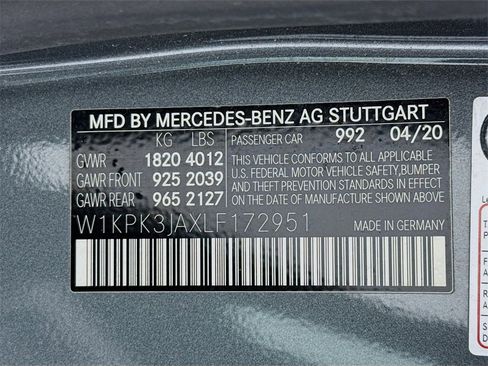 MFD BY MERCEDES-BENZ AG STUTTGART
KG LBS PASSENGER CAR 992 04/20
GVWR 1820 4012 THIS VEHICLE CONFORMS TO ALL APPLICABLE
GAWR FRONT 925 2039 U.S. FEDERAL MOTOR VEHICLE SAFETY, BUMPER
AND THEFT PREVENTION STANDARDS IN EFFECT
GAWR REAR 965 2127 ON THE DATE OF MANUFACTURE SHOWN ABOVE.
W1KPK3JAXLF172951 MADE IN GERMANY